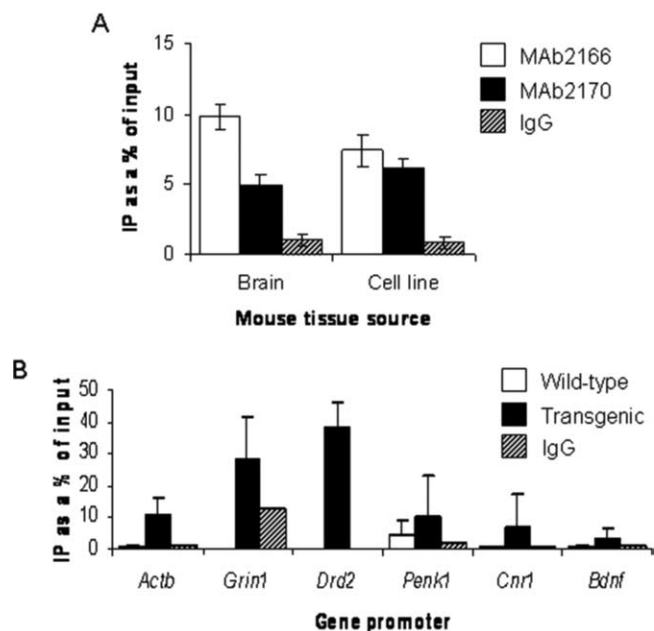 A
15
10
5
0
IP as a % of input
MAb2166
MAb2170
IgG
Brain Cell line
Mouse tissue source
B
50
40
30
20
10
0
IP as a % of input
Wild-type
Transgenic
IgG
Actb Grin1 Drd2 Penk1 Cnr1 Bdnf
Gene promoter